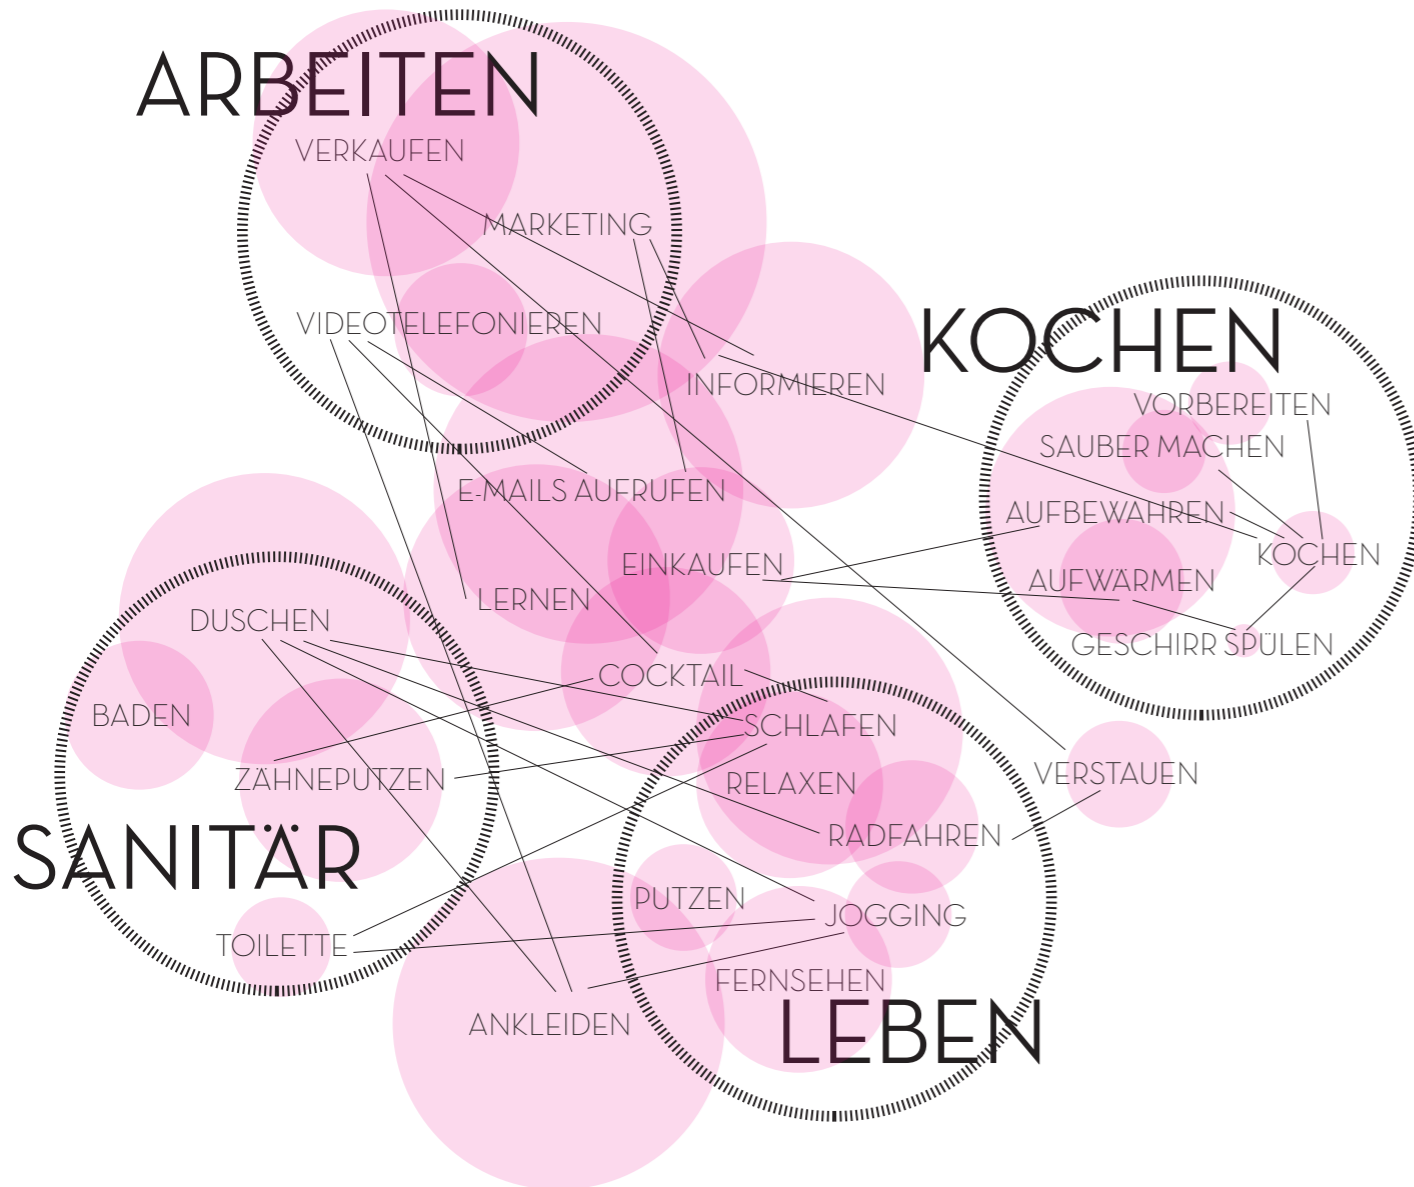 ARBEITEN
VERKAUFEN
MARKETING
VIDEOTELEFONIEREN
INFORMIEREN
E-MAILS AUFRUFEN
EINKAUFEN
LERNEN
COCKTAIL
KOCHEN
VORBEREITEN
SAUBER MACHEN
AUFBEWAHREN
KOCHEN
AUFWÄRMEN
GESCHIRR SPÜLEN
DUSCHEN
BADEN
ZÄHNEPUTZEN
SANITÄR
TOILETTE
ANKLEIDEN
SCHLAFEN
RELAXEN
RADFAHREN
VERSTAUEN
PUTZEN
JOGGING
FERNSEHEN
LEBEN